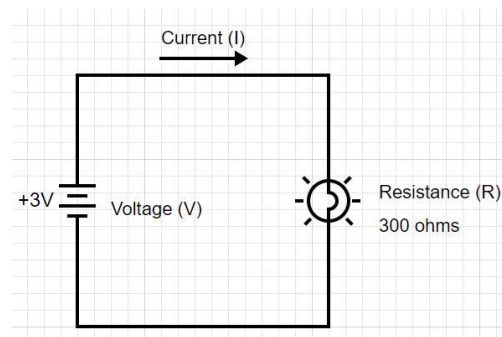 Current (I)
+3V
Voltage (V)
Resistance (R)
300 ohms